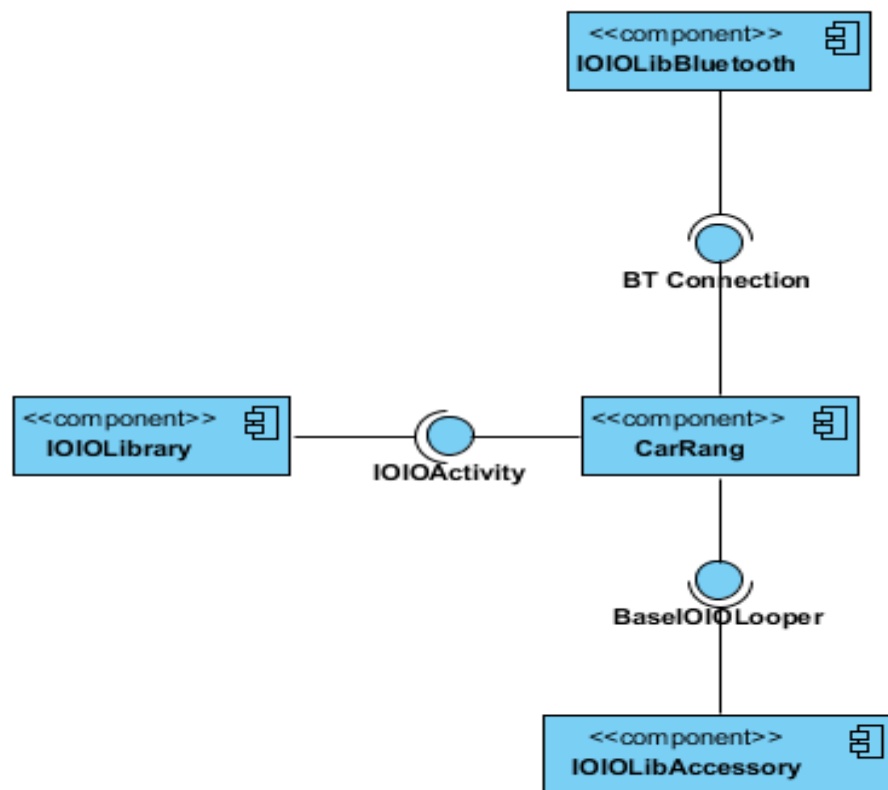 <<component>>
IOIOLibBluetooth
BT Connection
<<component>>
IOIOLibrary
IOIOActivity
<<component>>
CarRang
BaseIOIOLooper
<<component>>
IOIOLibAccessory